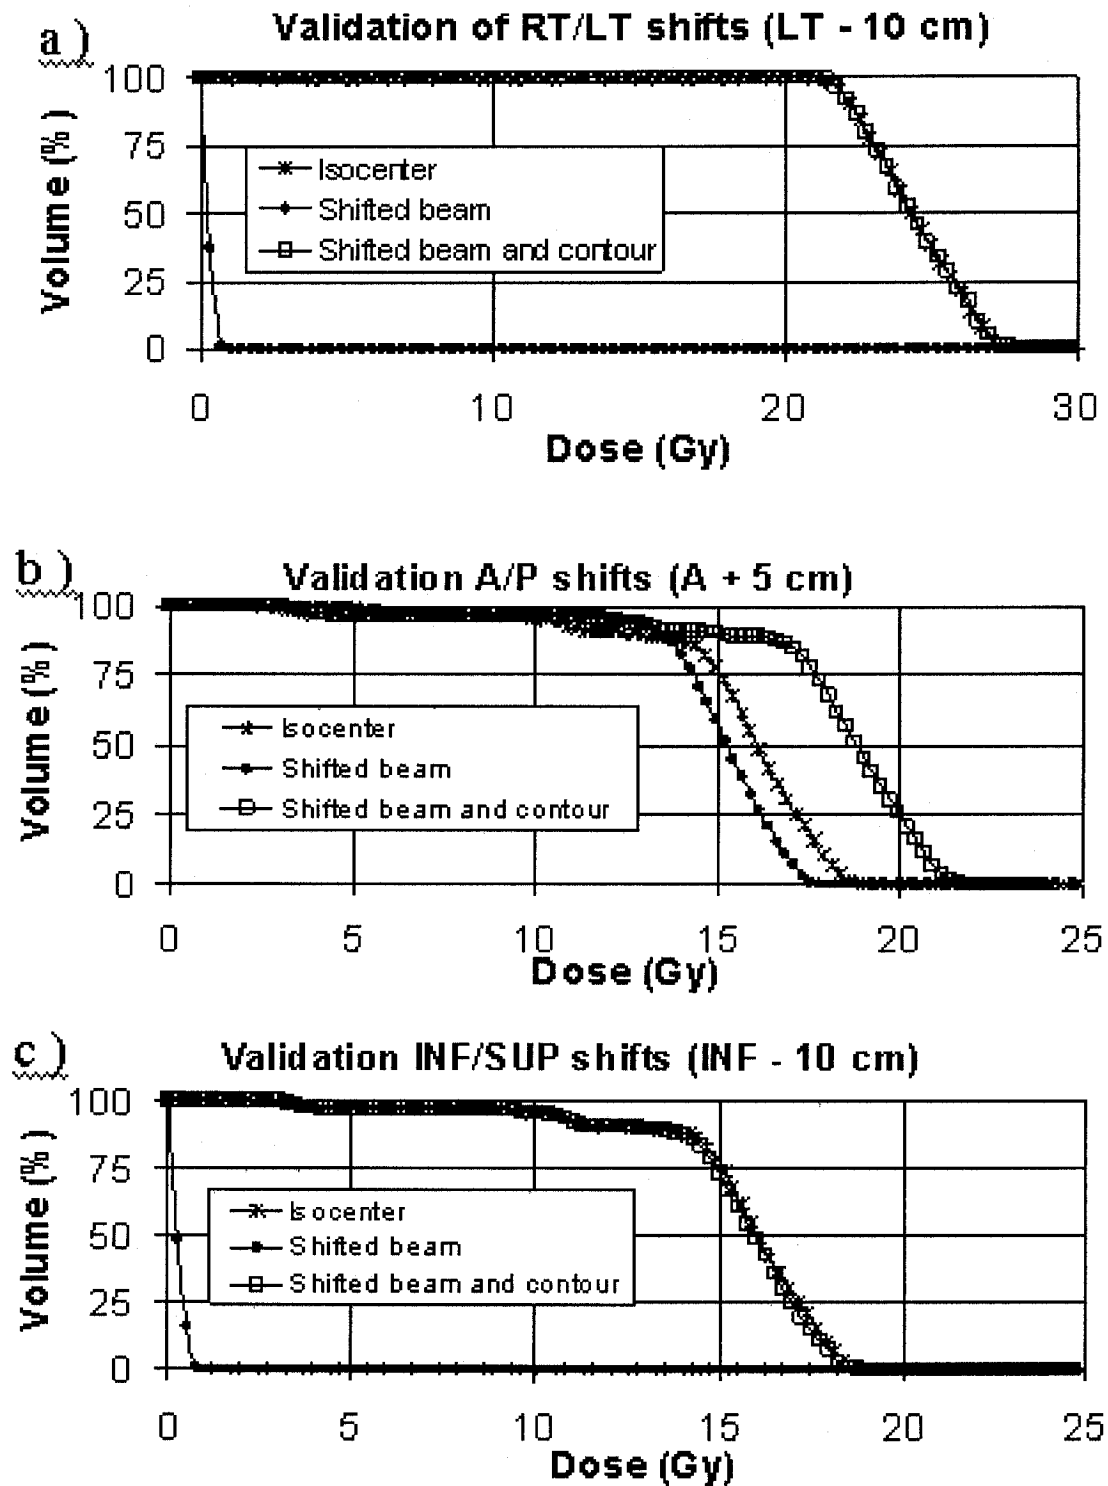 a )
Validation of RT/LT shifts (LT - 10 cm)
100
75
50
25
0
Volume (%)
Isocenter
Shifted beam
Shifted beam and contour
0 10 20 30
Dose (Gy)
b )
Validation A/P shifts (A + 5 cm)
100
75
50
25
0
Volume (%)
Isocenter
Shifted beam
Shifted beam and contour
0 5 10 15 20 25
Dose (Gy)
c )
Validation INF/SUP shifts (INF - 10 cm)
100
75
50
25
0
Volume (%)
Isocenter
Shifted beam
Shifted beam and contour
0 5 10 15 20 25
Dose (Gy)